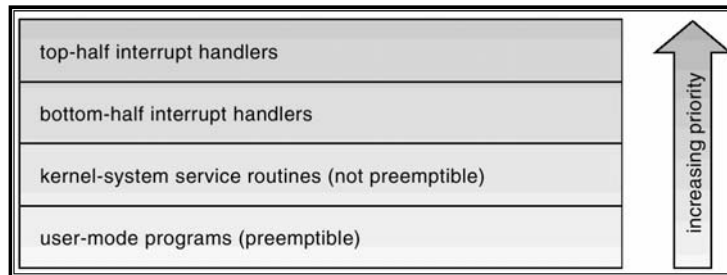 top-half interrupt handlers
bottom-half interrupt handlers
kernel-system service routines (not preemptible)
user-mode programs (preemptible)
increasing priority